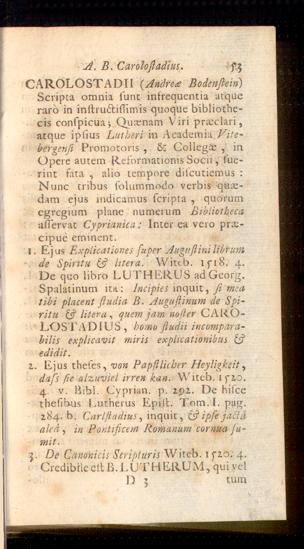 A. B. Carolostadius. 53
CAROLOSTADII (Andreæ Bodenstein)
Scripta omnia sunt infrequentia atque
raro in instructissimis quoque bibliothe-
cis conspicua; Quænam Viri præclari,
atque ipsius Lutheri in Academia Vite-
bergensi Promotoris, & Collegæ, in
Opere autem Reformationis Socii, fue-
rint fata, alio tempore discutiemus:
Nunc tribus solummodo verbis quæ-
dam ejus indicamus scripta, quorum
egregium plane numerum Bibliotheca
asservat Cyprianica: Inter ea vero præ-
cipue eminent.
1. Ejus Explicationes super Augustini librum
de Spiritu & litera. Witeb. 1518. 4.
De quo libro LUTHERUS ad Georg.
Spalatinum ita: Incipies inquit, si mea
tibi placent studia B. Augustinum de Spi-
ritu & litera, quem jam noster CARO-
LOSTADIUS, homo studii incompara-
bilis explicavit miris explicationibus &
edidit.
2. Ejus theses, von Papstlicher Heyligkeit,
dass sie alzuviel irren kan. Witeb. 1520.
4. v. Bibl. Cyprian. p. 292. De hisce
thesibus Lutherus Epist. Tom. I. pag.
284. b. Carlstadius, inquit, & ipse jacta
alea, in Pontificem Romanum cornua su-
mit.
3. De Canonicis Scripturis Witeb. 1520. 4.
Credibile est B. LUTHERUM, qui vel
D 3 tum